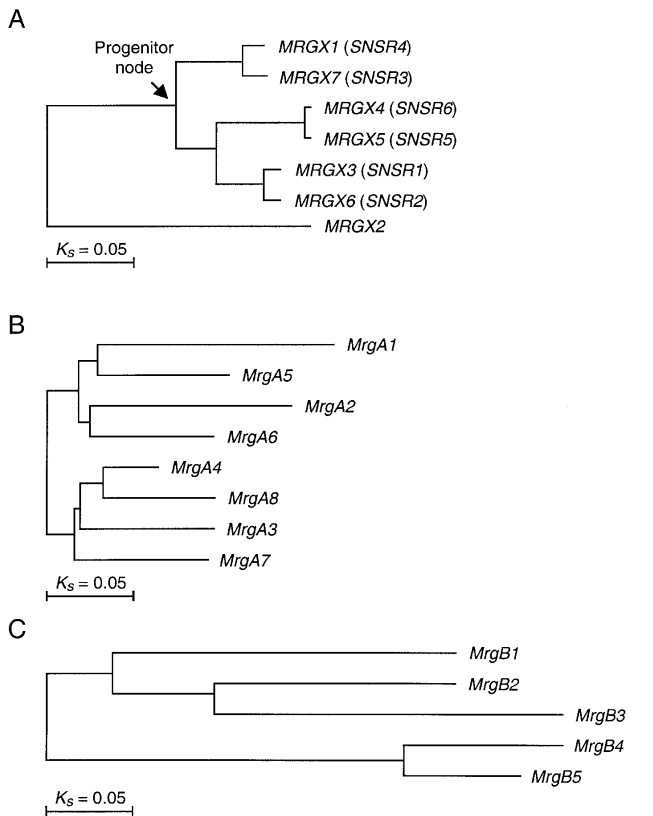 A
Progenitor
node
MRGX1 (SNSR4)
MRGX7 (SNSR3)
MRGX4 (SNSR6)
MRGX5 (SNSR5)
MRGX3 (SNSR1)
MRGX6 (SNSR2)
MRGX2
Ks = 0.05
B
MrgA1
MrgA5
MrgA2
MrgA6
MrgA4
MrgA8
MrgA3
MrgA7
Ks = 0.05
C
MrgB1
MrgB2
MrgB3
MrgB4
MrgB5
Ks = 0.05